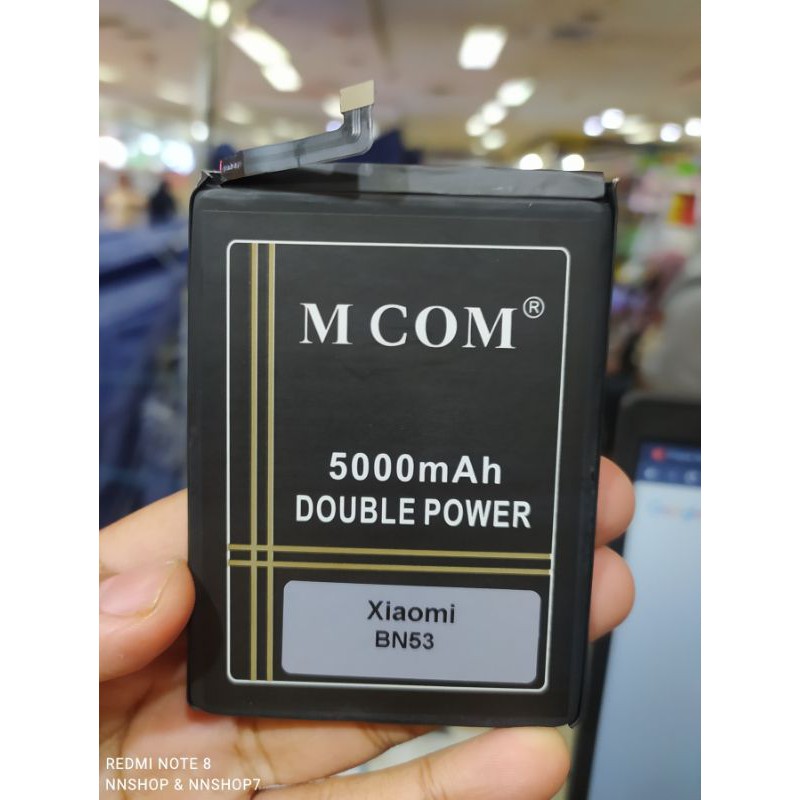 M COM®
5000mAh
DOUBLE POWER
Xiaomi
BN53
REDMI NOTE 8
NNSHOP & NNSHOP7